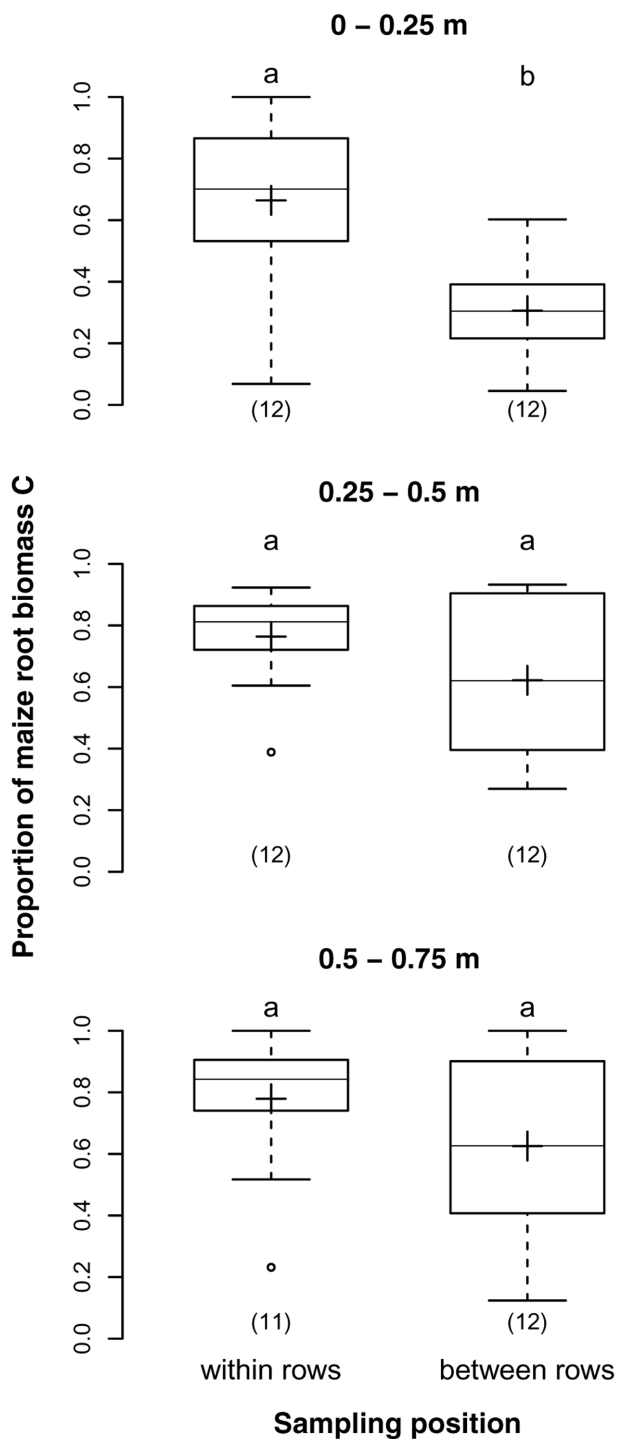 0 – 0.25 m
a
b
1.0
0.8
0.6
0.4
0.2
0.0
(12)
(12)
Proportion of maize root biomass C
0.25 – 0.5 m
a
a
1.0
0.8
0.6
0.4
0.2
0.0
(12)
(12)
0.5 – 0.75 m
a
a
1.0
0.8
0.6
0.4
0.2
0.0
(11)
(12)
within rows
between rows
Sampling position